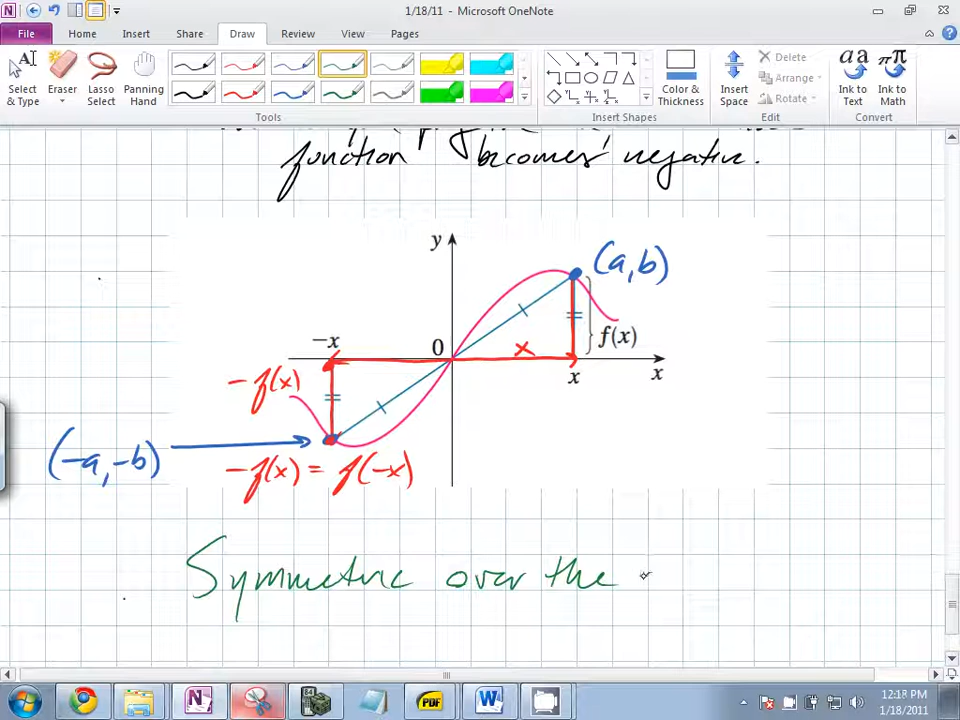 1/18/11 - Microsoft OneNote
File Home Insert Draw Share Review View Pages
Select & Type Eraser Lasso Select Panning Hand Color & Thickness Insert Space Delete Arrange Rotate Ink to Text Ink to Math
Tools Insert Shapes Edit Convert
function becomes negative.
y
(a,b)
-x 0 x f(x)
x x
-f(x)
(-a,-b)
-f(x) = f(-x)
Symmetric over the
12:18 PM
1/18/2011